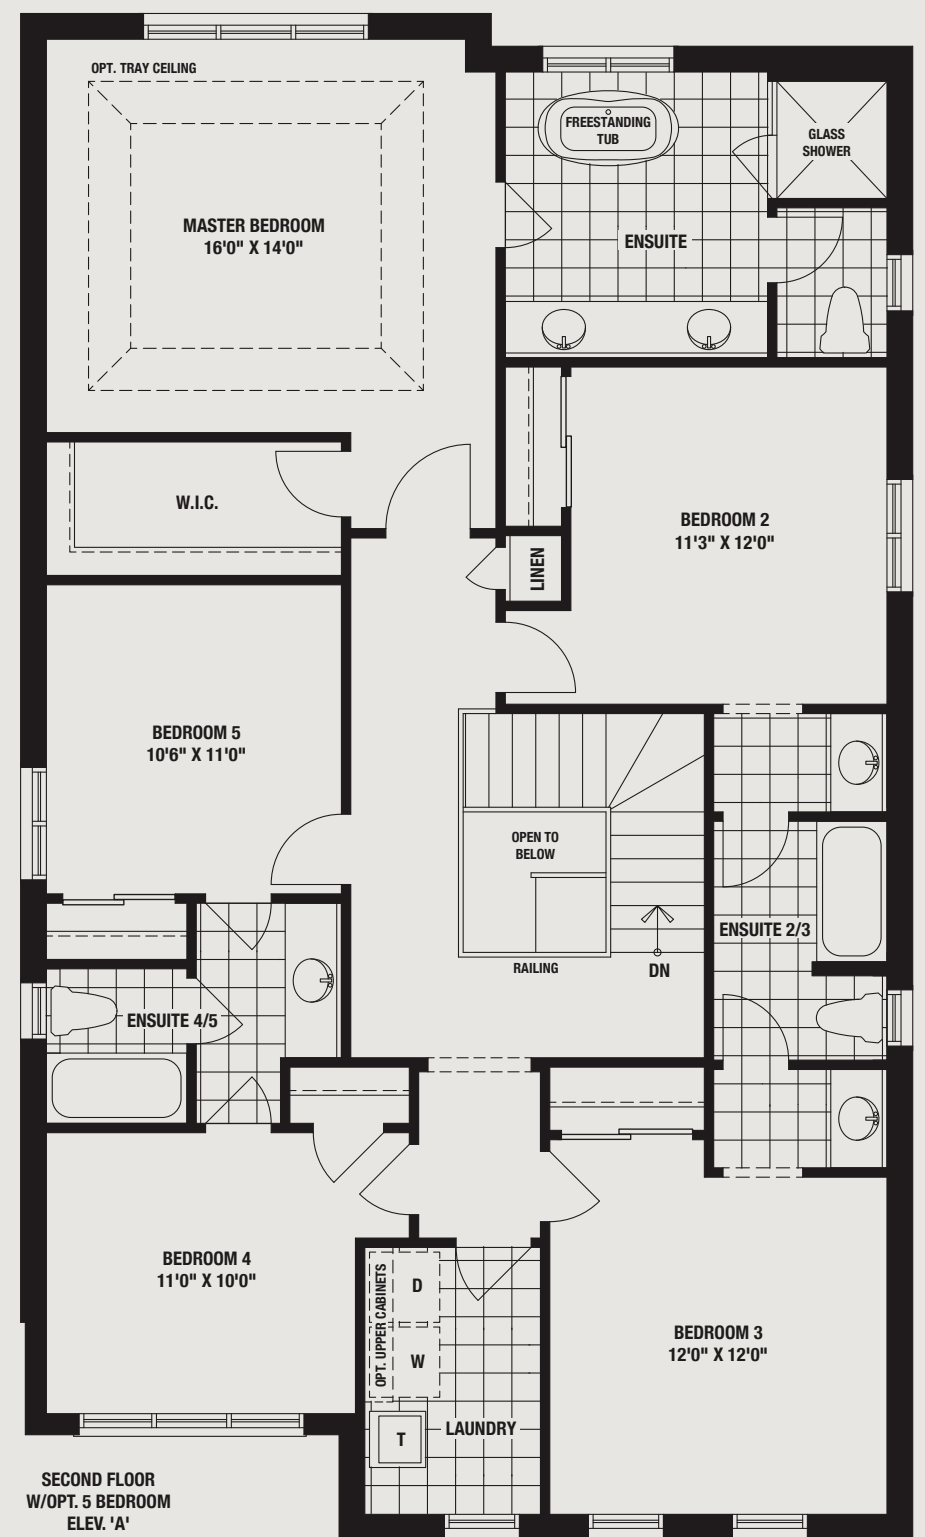 OPT. TRAY CEILING
MASTER BEDROOM
16'0" X 14'0"
FREESTANDING
TUB
GLASS
SHOWER
ENSUITE
W.I.C.
BEDROOM 2
11'3" X 12'0"
LINEN
BEDROOM 5
10'6" X 11'0"
OPEN TO
BELOW
RAILING
DN
ENSUITE 2/3
ENSUITE 4/5
BEDROOM 4
11'0" X 10'0"
OPT. UPPER CABINETS
D
W
T
LAUNDRY
BEDROOM 3
12'0" X 12'0"
SECOND FLOOR
W/OPT. 5 BEDROOM
ELEV. 'A'